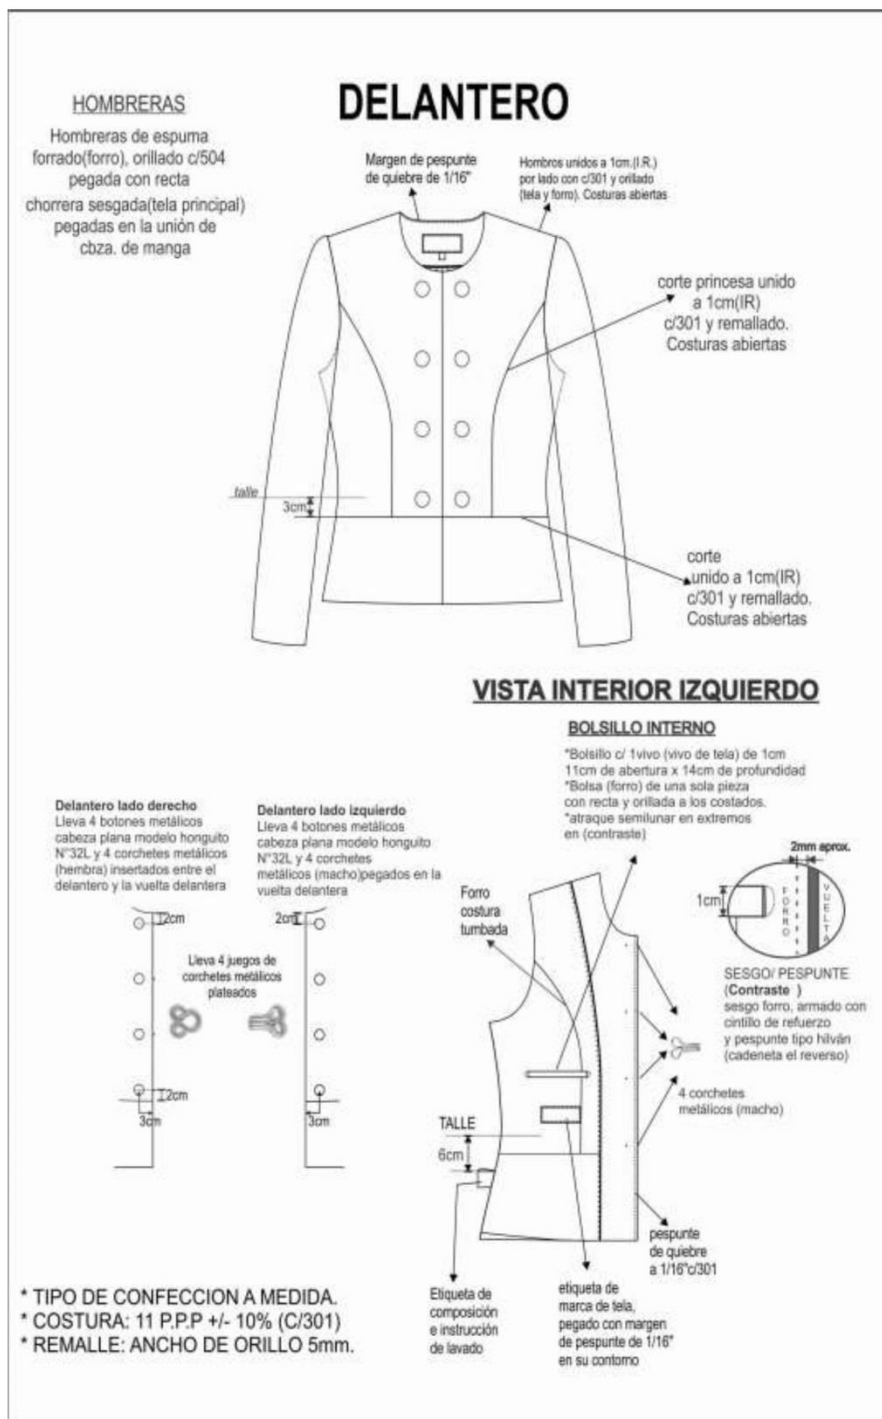 DELANTERO
HOMBRERAS
Hombreras de espuma
forrado(forro), orillado c/504
pegada con recta
chorrera sesgada(tela principal)
pegadas en la unión de
cbza. de manga
Margen de pespunte
de quiebre de 1/16"
Hombros unidos a 1cm.(I.R.)
por lado con c/301 y orillado
(tela y forro). Costuras abiertas
corte princesa unido
a 1cm(IR)
c/301 y remallado.
Costuras abiertas
talle
3cm
corte
unido a 1cm(IR)
c/301 y remallado.
Costuras abiertas
VISTA INTERIOR IZQUIERDO
BOLSILLO INTERNO
*Bolsillo c/ 1vivo (vivo de tela) de 1cm
11cm de abertura x 14cm de profundidad
*Bolsa (forro) de una sola pieza
con recta y orillada a los costados.
*atraque semilunar en extremos
en (contraste)
Delantero lado derecho
Lleva 4 botones metálicos
cabeza plana modelo honguito
N°32L y 4 corchetes metálicos
(hembra) insertados entre el
delantero y la vuelta delantera
Delantero lado izquierdo
Lleva 4 botones metálicos
cabeza plana modelo honguito
N°32L y 4 corchetes
metálicos (macho)pegados en la
vuelta delantera
2cm
2cm
Lleva 4 juegos de
corchetes metálicos
plateados
2cm
3cm
3cm
Forro
costura
tumbada
2mm aprox.
1cm
FORRO
VUELTA
SESGO/ PESPUNTE
(Contraste )
sesgo forro, armado con
cintillo de refuerzo
y pespunte tipo hilván
(cadeneta el reverso)
4 corchetes
metálicos (macho)
TALLE
6cm
pespunte
de quiebre
a 1/16"c/301
Etiqueta de
composición
e instrucción
de lavado
etiqueta de
marca de tela,
pegado con margen
de pespunte de 1/16"
en su contorno
* TIPO DE CONFECCION A MEDIDA.
* COSTURA: 11 P.P.P +/- 10% (C/301)
* REMALLE: ANCHO DE ORILLO 5mm.